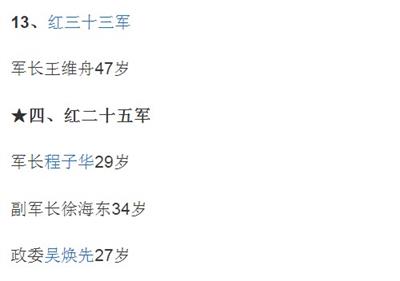 13、红三十三军
军长王维舟47岁
★四、红二十五军
军长程子华29岁
副军长徐海东34岁
政委吴焕先27岁